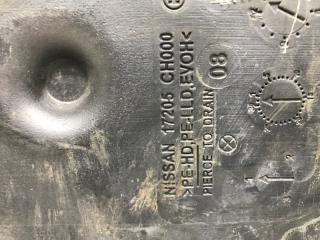 NISSAN 17205 CH000
>PE-HD,PE-LLD,EVOH<
PIERCE TO DRAIN 08